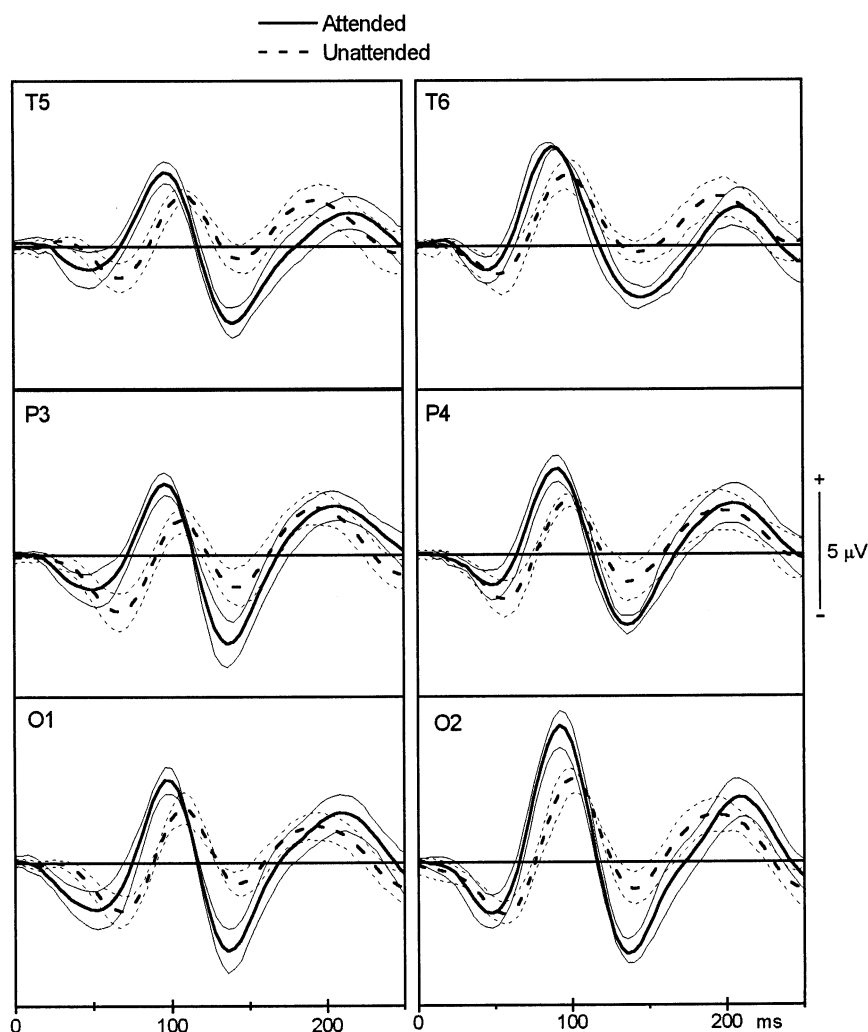 Attended
Unattended
T5
T6
P3
P4
+
5 μV
-
O1
O2
0 100 200
0 100 200 ms